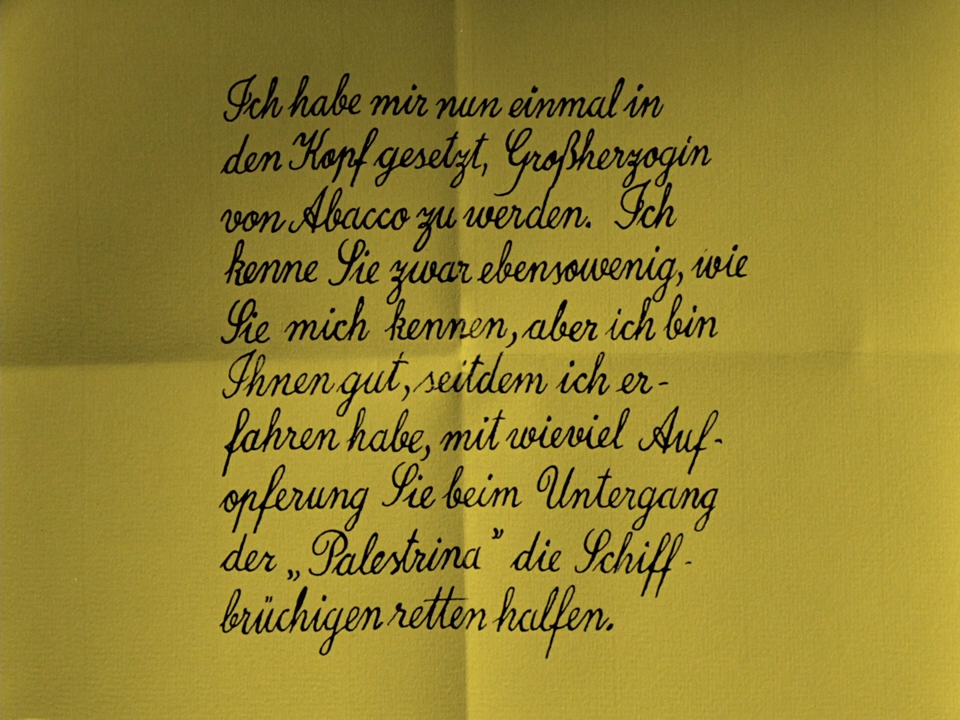 Ich habe mir nun einmal in
den Kopf gesetzt, Großherzogin
von Abacco zu werden. Ich
kenne Sie zwar ebensowenig, wie
Sie mich kennen, aber ich bin
Ihnen gut, seitdem ich er-
fahren habe, mit wieviel Auf-
opferung Sie beim Untergang
der „Palestrina” die Schiff-
brüchigen retten halfen.